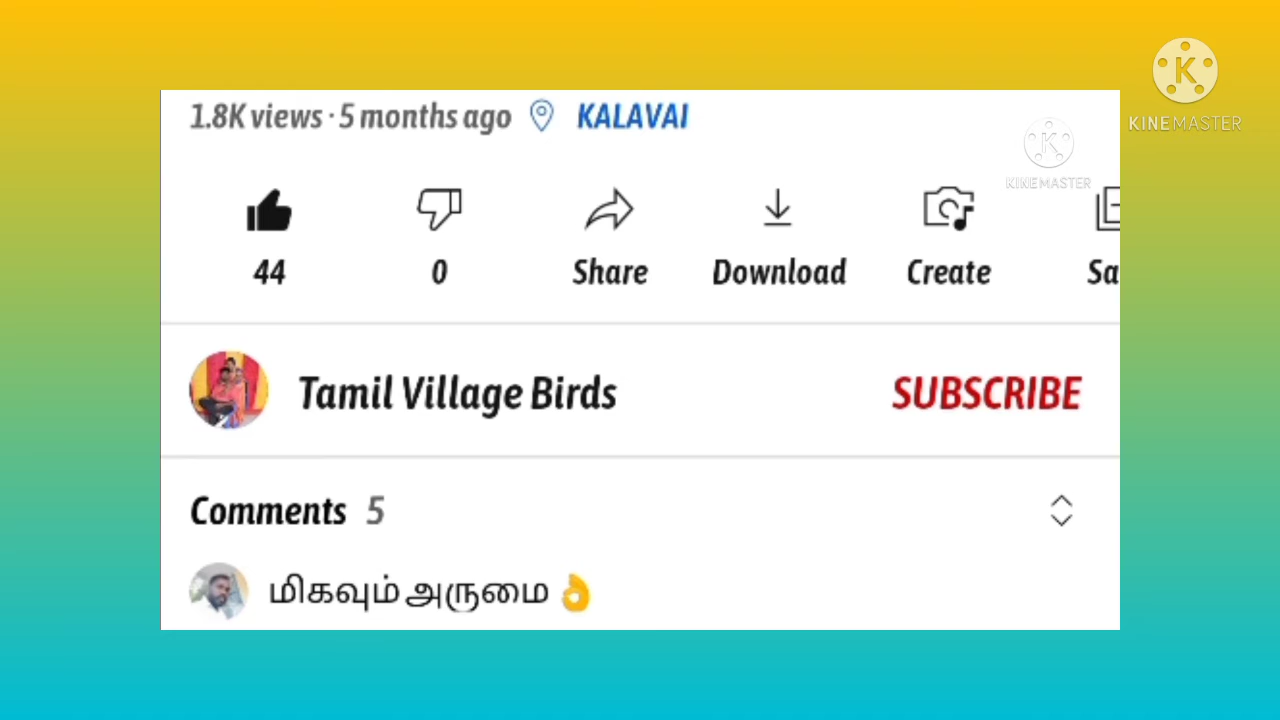 1.8K views · 5 months ago KALAVAI
KINEMASTER
KINEMASTER
44 0 Share Download Create Sa
Tamil Village Birds SUBSCRIBE
Comments 5
மிகவும் அருமை 👌